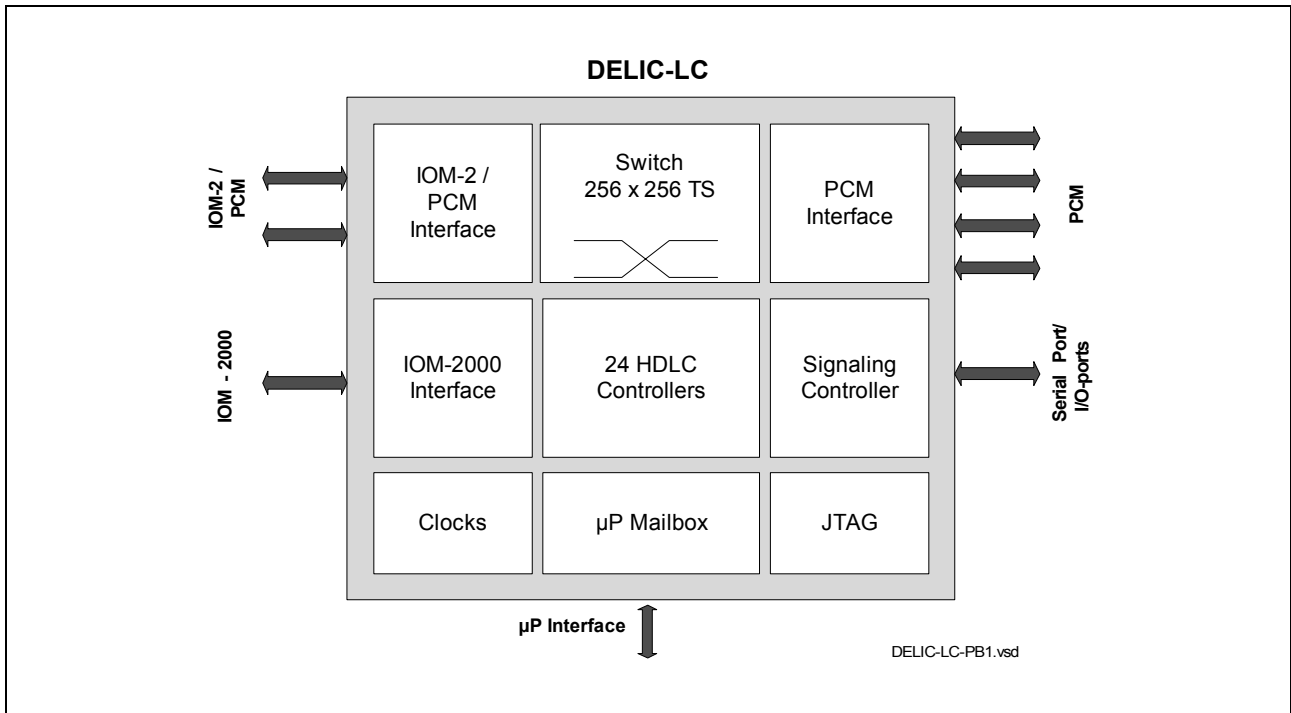 DELIC-LC
IOM-2 /
PCM
IOM-2 /
PCM
Interface
Switch
256 x 256 TS
PCM
Interface
PCM
IOM - 2000
IOM-2000
Interface
24 HDLC
Controllers
Signaling
Controller
Serial Port/
I/O-ports
Clocks
µP Mailbox
JTAG
µP Interface
DELIC-LC-PB1.vsd